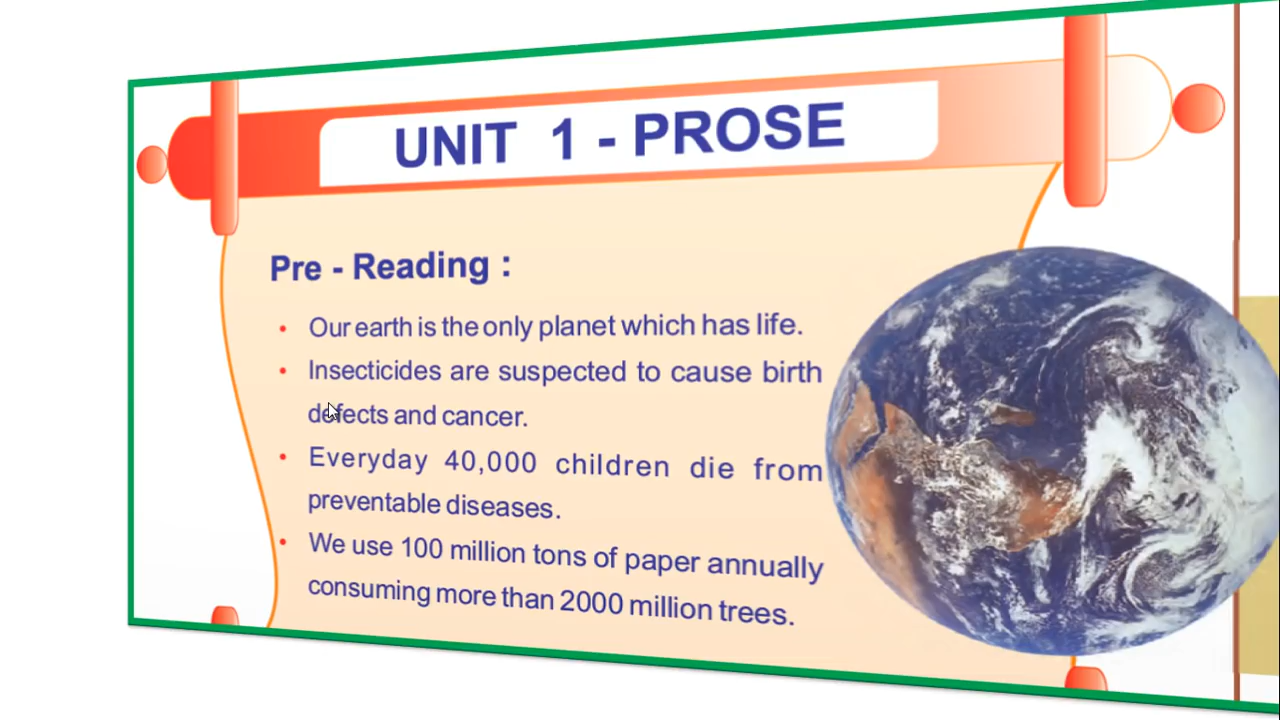 UNIT 1 - PROSE
Pre - Reading :
• Our earth is the only planet which has life.
• Insecticides are suspected to cause birth
defects and cancer.
• Everyday 40,000 children die from
preventable diseases.
• We use 100 million tons of paper annually
consuming more than 2000 million trees.